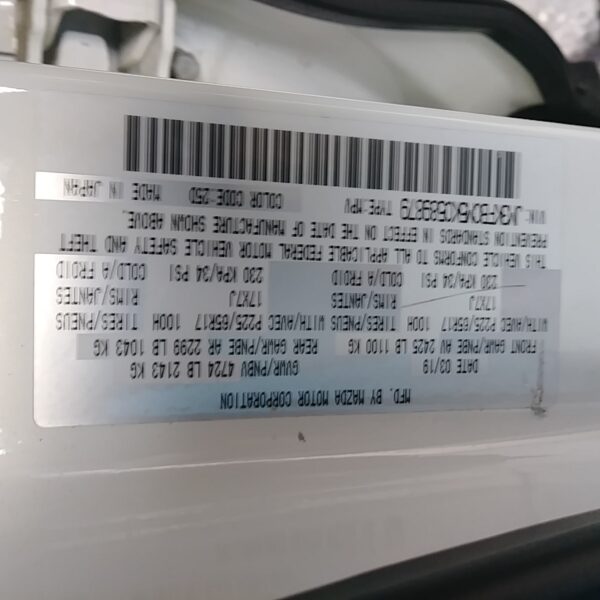 MFD. BY MAZDA MOTOR CORPORATION
DATE 03/19 GVWR/PNBV 4724 LB 2143 KG
FRONT GAWR/PNBE AV 2425 LB 1100 KG REAR GAWR/PNBE AR 2299 LB 1043 KG
WITH/AVEC P225/65R17 TIRES/PNEUS 100H WITH/AVEC P225/65R17 TIRES/PNEUS 100H
17X7J RIMS/JANTES 17X7J RIMS/JANTES
230 KPA/34 PSI COLD/A FROID 230 KPA/34 PSI COLD/A FROID
THIS VEHICLE CONFORMS TO ALL APPLICABLE FEDERAL MOTOR VEHICLE SAFETY AND THEFT
PREVENTION STANDARDS IN EFFECT ON THE DATE OF MANUFACTURE SHOWN ABOVE.
VIN: TYPE:MPV COLOR CODE:25D MADE IN JAPAN